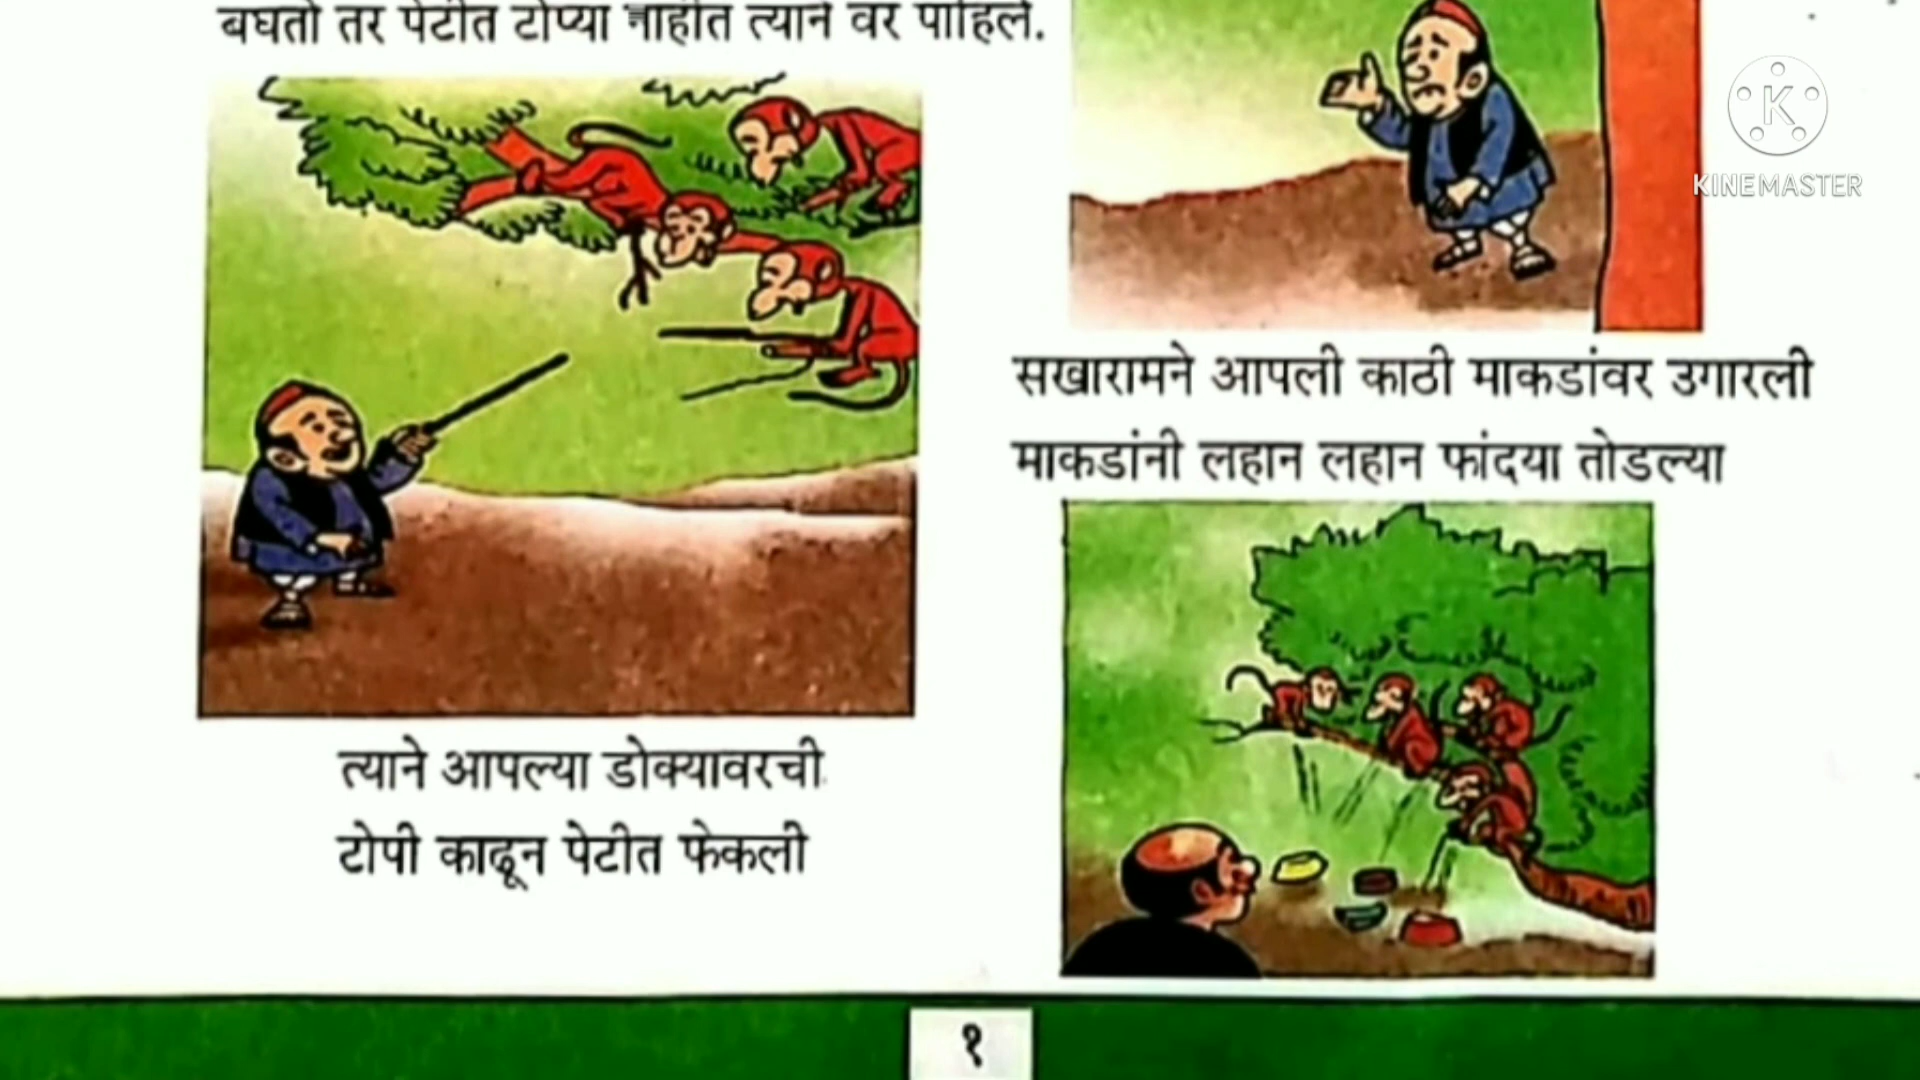 बघतो तर पेटीत टोप्या नाहीत त्याने वर पाहिले.
सखारामने आपली काठी माकडांवर उगारली
माकडांनी लहान लहान फांदया तोडल्या
त्याने आपल्या डोक्यावरची
टोपी काढून पेटीत फेकली
१
K
KINEMASTER